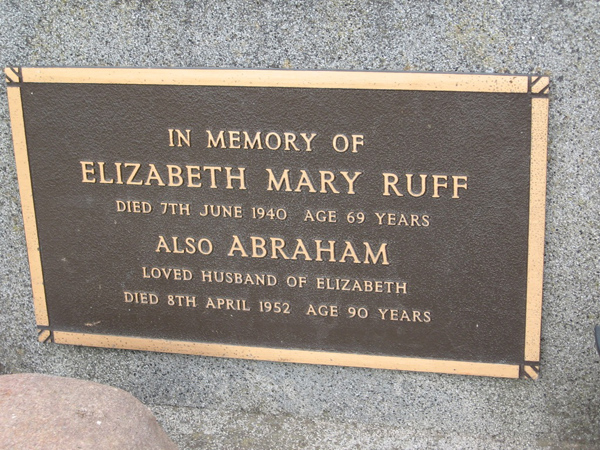 IN MEMORY OF
ELIZABETH MARY RUFF
DIED 7TH JUNE 1940 AGE 69 YEARS
ALSO ABRAHAM
LOVED HUSBAND OF ELIZABETH
DIED 8TH APRIL 1952 AGE 90 YEARS